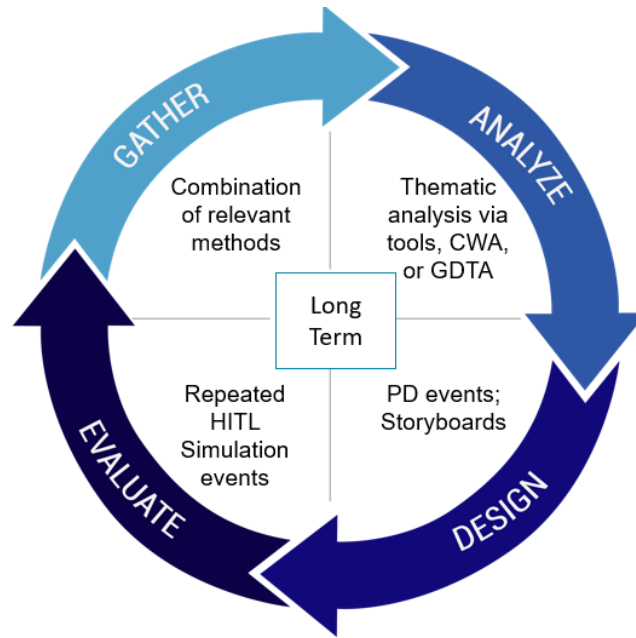 GATHER
ANALYZE
Combination
of relevant
methods
Thematic
analysis via
tools, CWA,
or GDTA
Long
Term
Repeated
HITL
Simulation
events
PD events;
Storyboards
EVALUATE
DESIGN